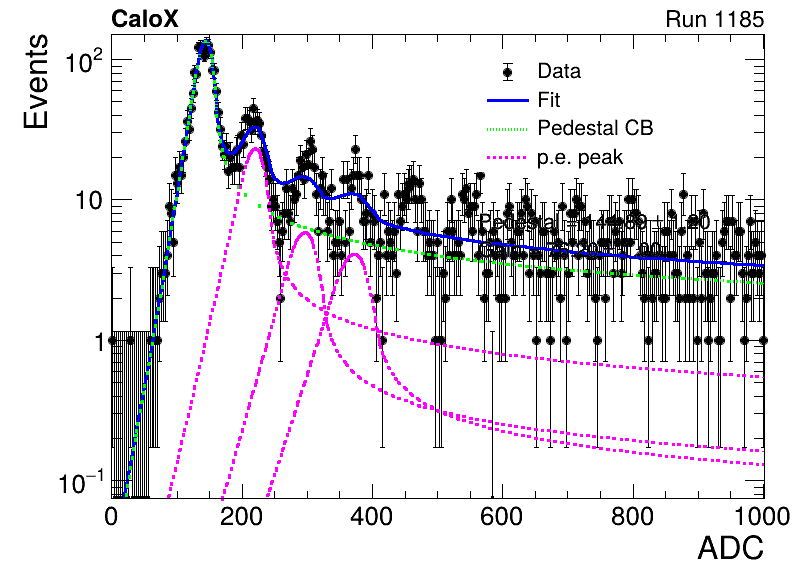 CaloX
Run 1185
Events
Data
Fit
Pedestal CB
p.e. peak
Pedestal =
10²
10
1
10⁻¹
0
200
400
600
800
1000
ADC